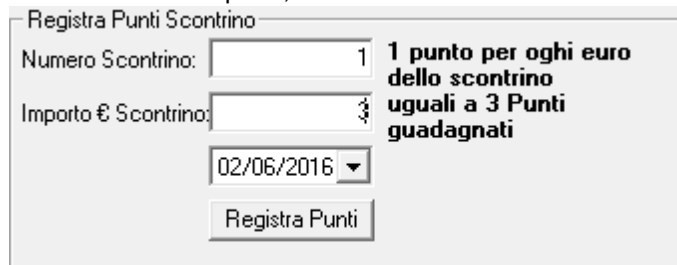 Registra Punti Scontrino
Numero Scontrino: 1
1 punto per oghi euro
dello scontrino
uguali a 3 Punti
guadagnati
Importo € Scontrino: 3
02/06/2016
Registra Punti